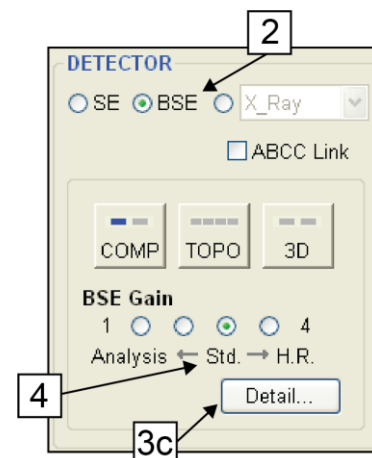 2
DETECTOR
SE BSE X_Ray
ABCC Link
COMP TOPO 3D
BSE Gain
1 4
Analysis ← Std. → H.R.
4
Detail...
3c